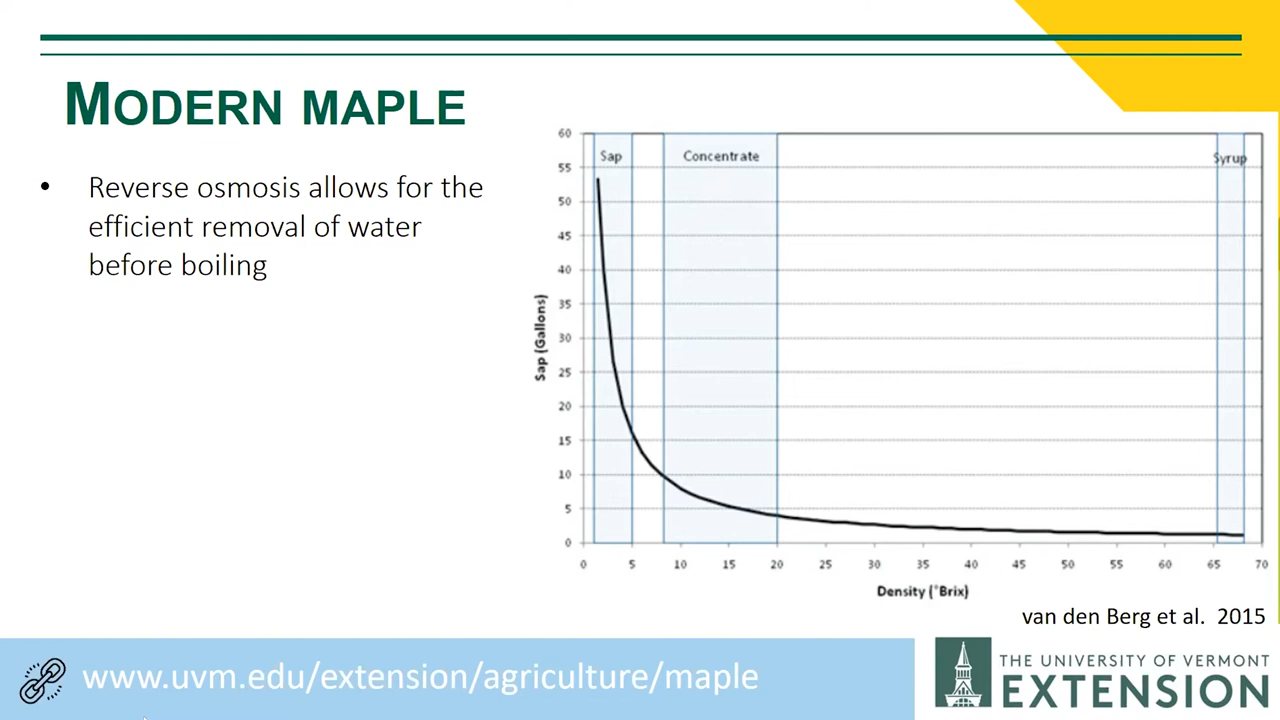 MODERN MAPLE
• Reverse osmosis allows for the
efficient removal of water
before boiling
Sap
Concentrate
Syrup
60
55
50
45
40
35
30
25
20
15
10
5
0
Sap (Gallons)
0 5 10 15 20 25 30 35 40 45 50 55 60 65 70
Density (°Brix)
van den Berg et al. 2015
www.uvm.edu/extension/agriculture/maple
THE UNIVERSITY OF VERMONT
EXTENSION